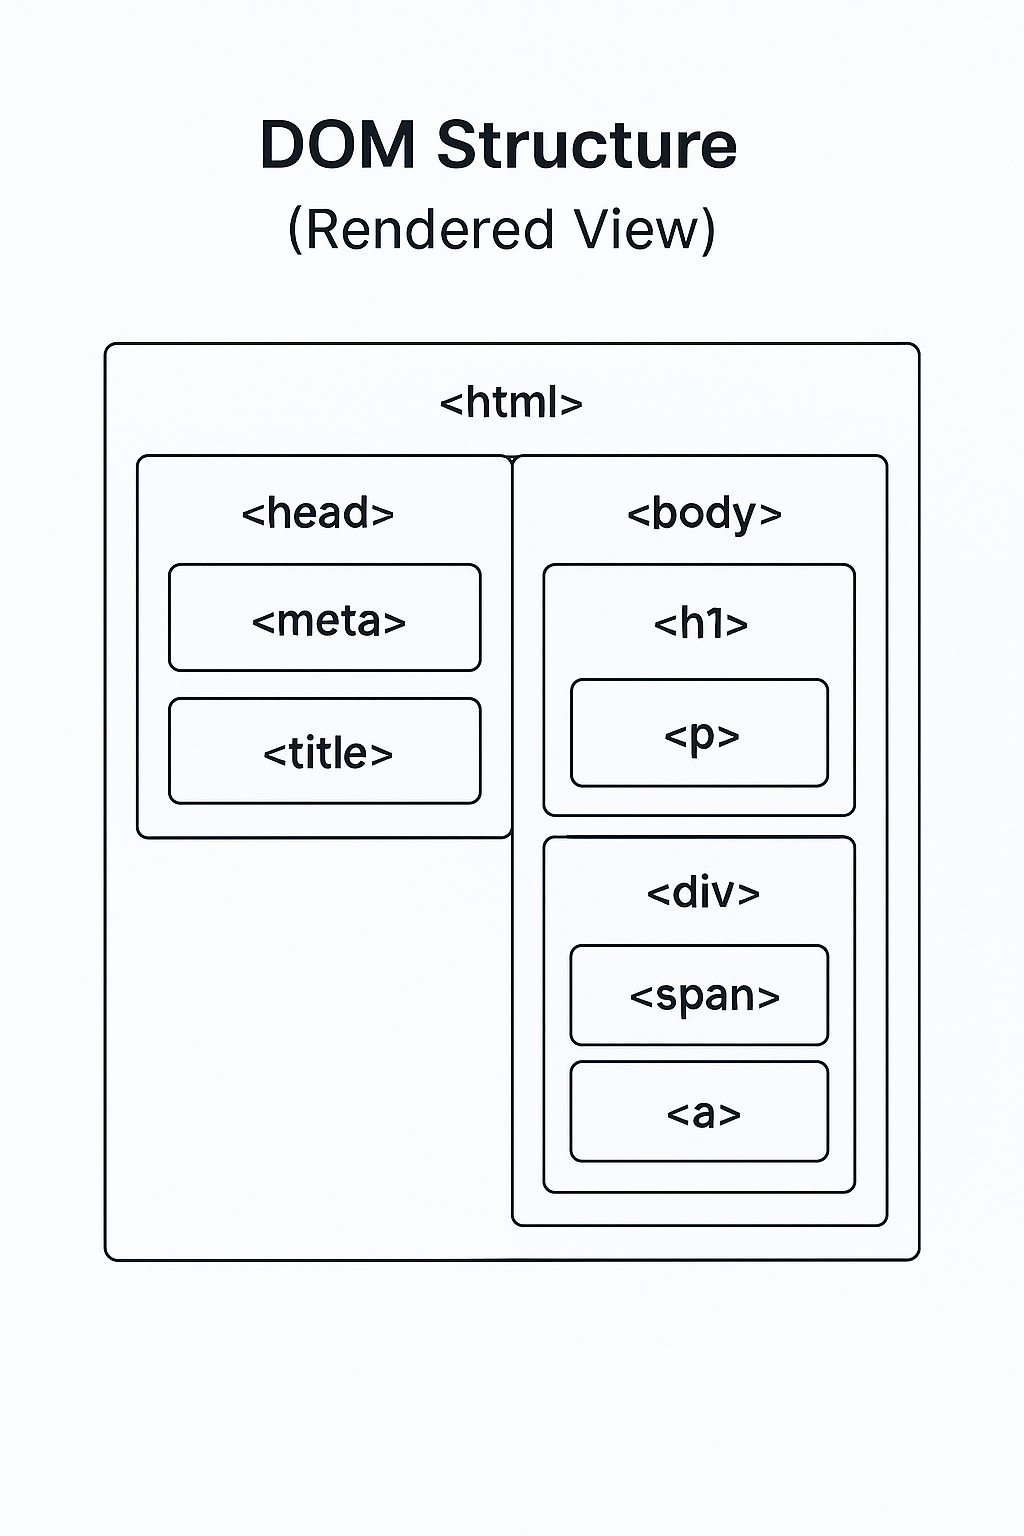 DOM Structure
(Rendered View)
<html>
<head>
<meta>
<title>
<body>
<h1>
<p>
<div>
<span>
<a>